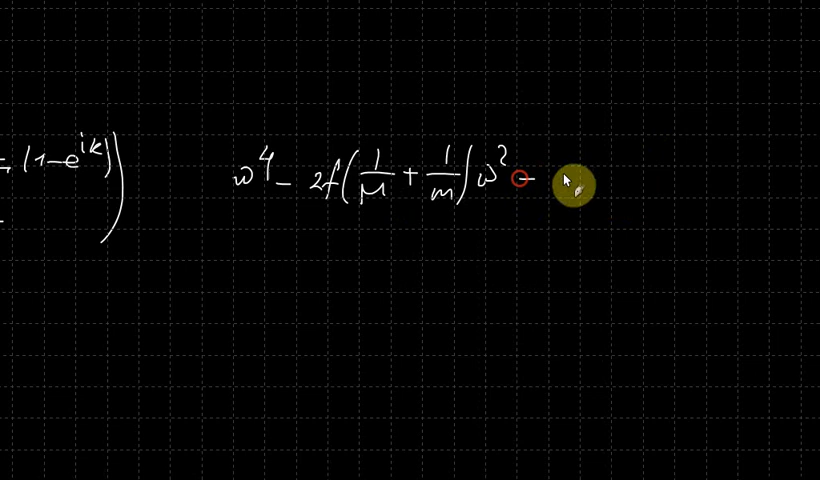 (1-e^{ik}))
ω⁴ - 2f(1/M + 1/m)ω² -